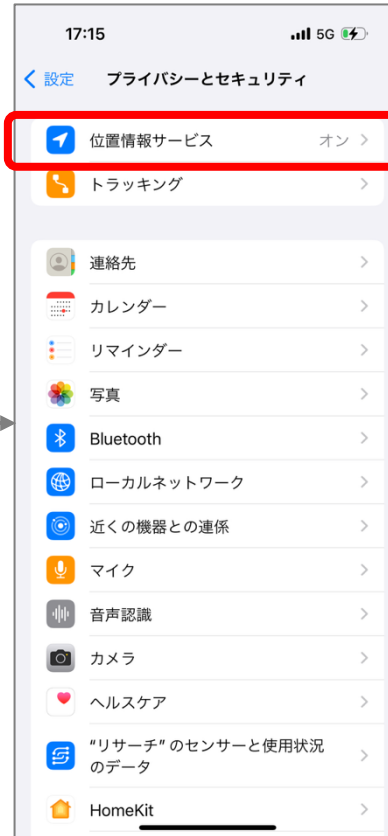 17:15
5G
設定 プライバシーとセキュリティ
位置情報サービス オン
トラッキング
連絡先
カレンダー
リマインダー
写真
Bluetooth
ローカルネットワーク
近くの機器との連係
マイク
音声認識
カメラ
ヘルスケア
“リサーチ” のセンサーと使用状況
のデータ
HomeKit